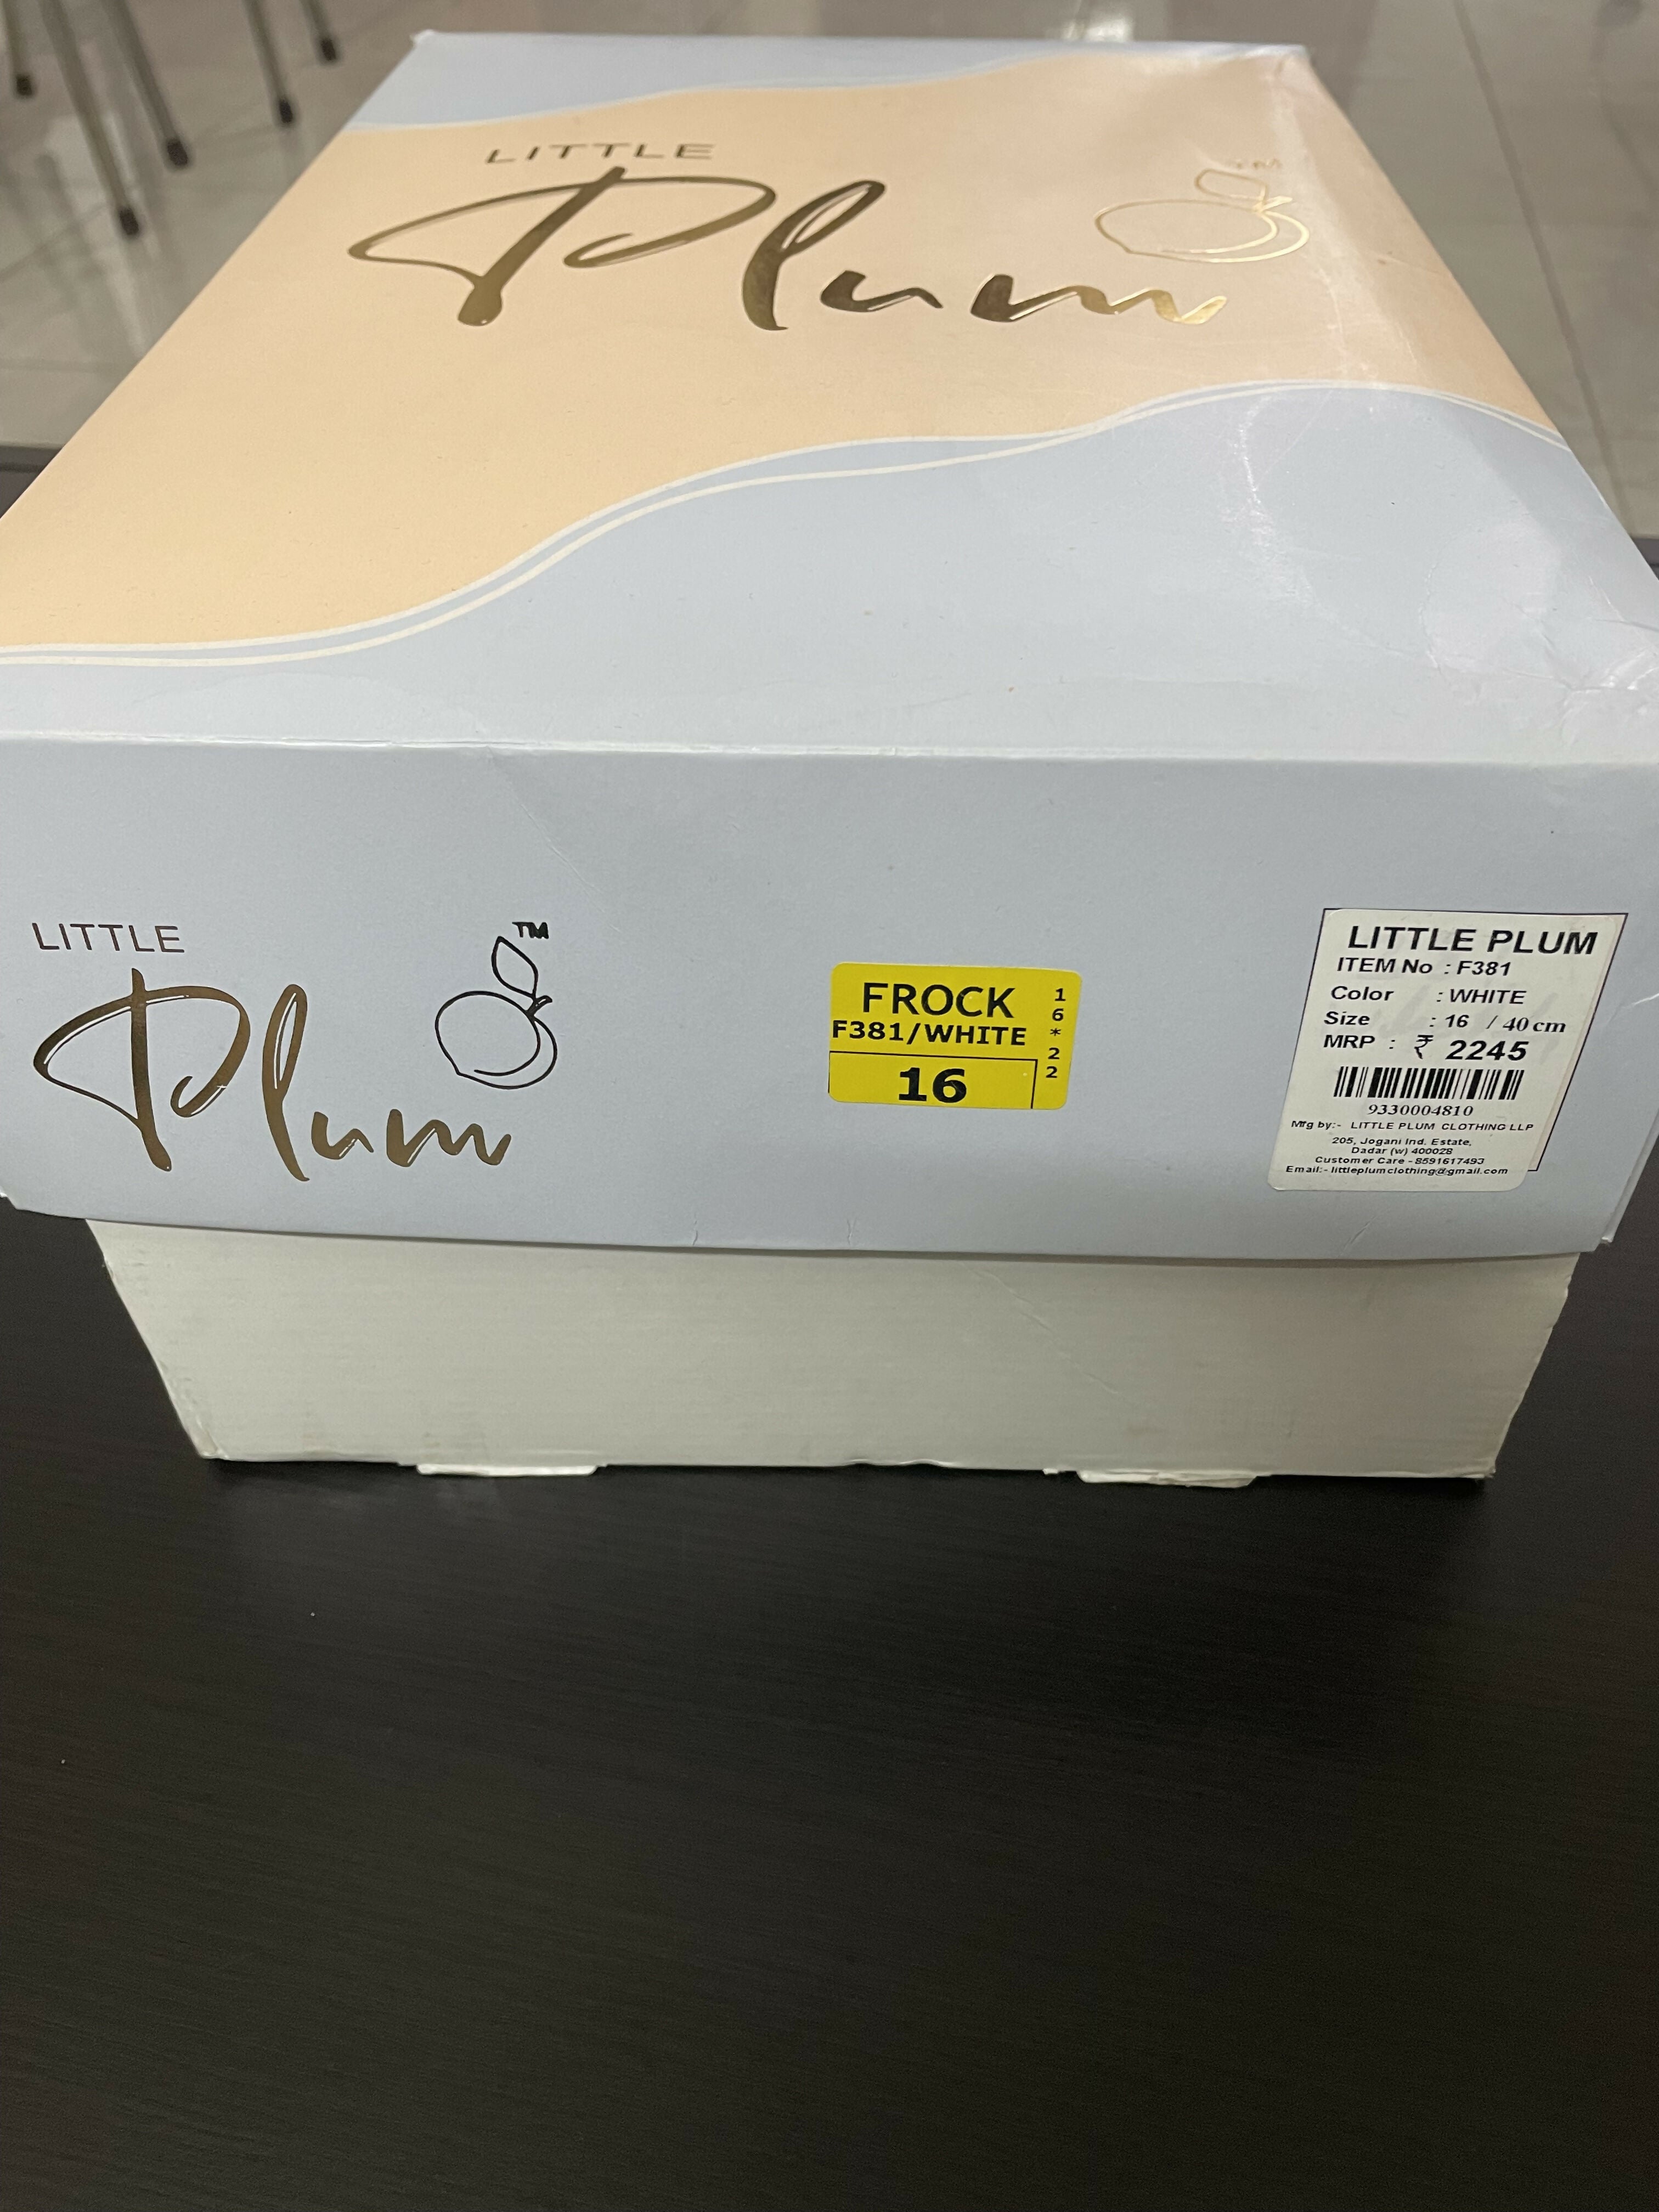 LITTLE
Plum
TM
LITTLE
Plum
TM
FROCK
F381/WHITE
16
16*22
LITTLE PLUM
ITEM No : F381
Color : WHITE
Size : 16 / 40 cm
MRP : ₹ 2245
9330004810
Mfg by:- LITTLE PLUM CLOTHING LLP
205, Jogani Ind. Estate,
Dadar (w) 400028
Customer Care - 8591617493
Email:- littleplumclothing@gmail.com